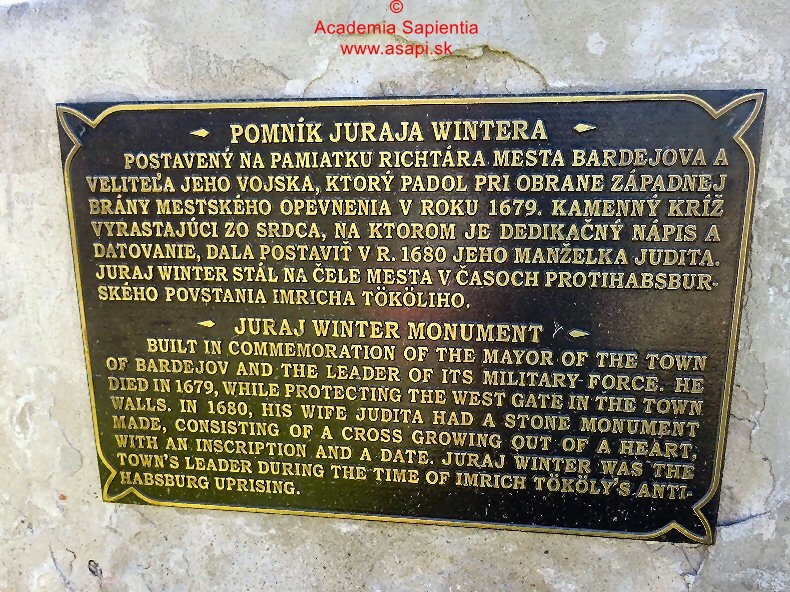 ©
Academia Sapientia
www.asapi.sk
POMNÍK JURAJA WINTERA
POSTAVENÝ NA PAMIATKU RICHTÁRA MESTA BARDEJOVA A
VELITEĽA JEHO VOJSKA, KTORÝ PADOL PRI OBRANE ZÁPADNEJ
BRÁNY MESTSKÉHO OPEVNENIA V ROKU 1679. KAMENNÝ KRÍŽ
VYRASTAJÚCI ZO SRDCA, NA KTOROM JE DEDIKAČNÝ NÁPIS A
DATOVANIE, DALA POSTAVIŤ V R. 1680 JEHO MANŽELKA JUDITA.
JURAJ WINTER STÁL NA ČELE MESTA V ČASOCH PROTIHABSBUR-
SKÉHO POVSTANIA IMRICHA TÖKÖLIHO.
JURAJ WINTER MONUMENT
BUILT IN COMMEMORATION OF THE MAYOR OF THE TOWN
OF BARDEJOV AND THE LEADER OF ITS MILITARY FORCE. HE
DIED IN 1679, WHILE PROTECTING THE WEST GATE IN THE TOWN
WALLS. IN 1680, HIS WIFE JUDITA HAD A STONE MONUMENT
MADE, CONSISTING OF A CROSS GROWING OUT OF A HEART,
WITH AN INSCRIPTION AND A DATE. JURAJ WINTER WAS THE
TOWN'S LEADER DURING THE TIME OF IMRICH TÖKÖLY'S ANTI-
HABSBURG UPRISING.